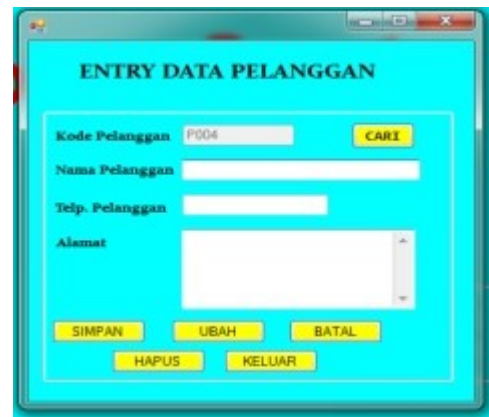 ENTRY DATA PELANGGAN
Kode Pelanggan P004 CARI
Nama Pelanggan
Telp. Pelanggan
Alamat
SIMPAN UBAH BATAL
HAPUS KELUAR